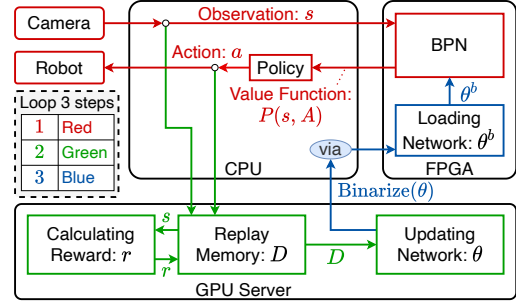 Camera
Observation: s
BPN
Robot
Action: a
Policy
Value Function:
P(s, A)
θ^b
Loop 3 steps
1 Red
2 Green
3 Blue
Loading
Network: θ^b
via
CPU
FPGA
Binarize(θ)
Calculating
Reward: r
s
r
Replay
Memory: D
D
Updating
Network: θ
GPU Server